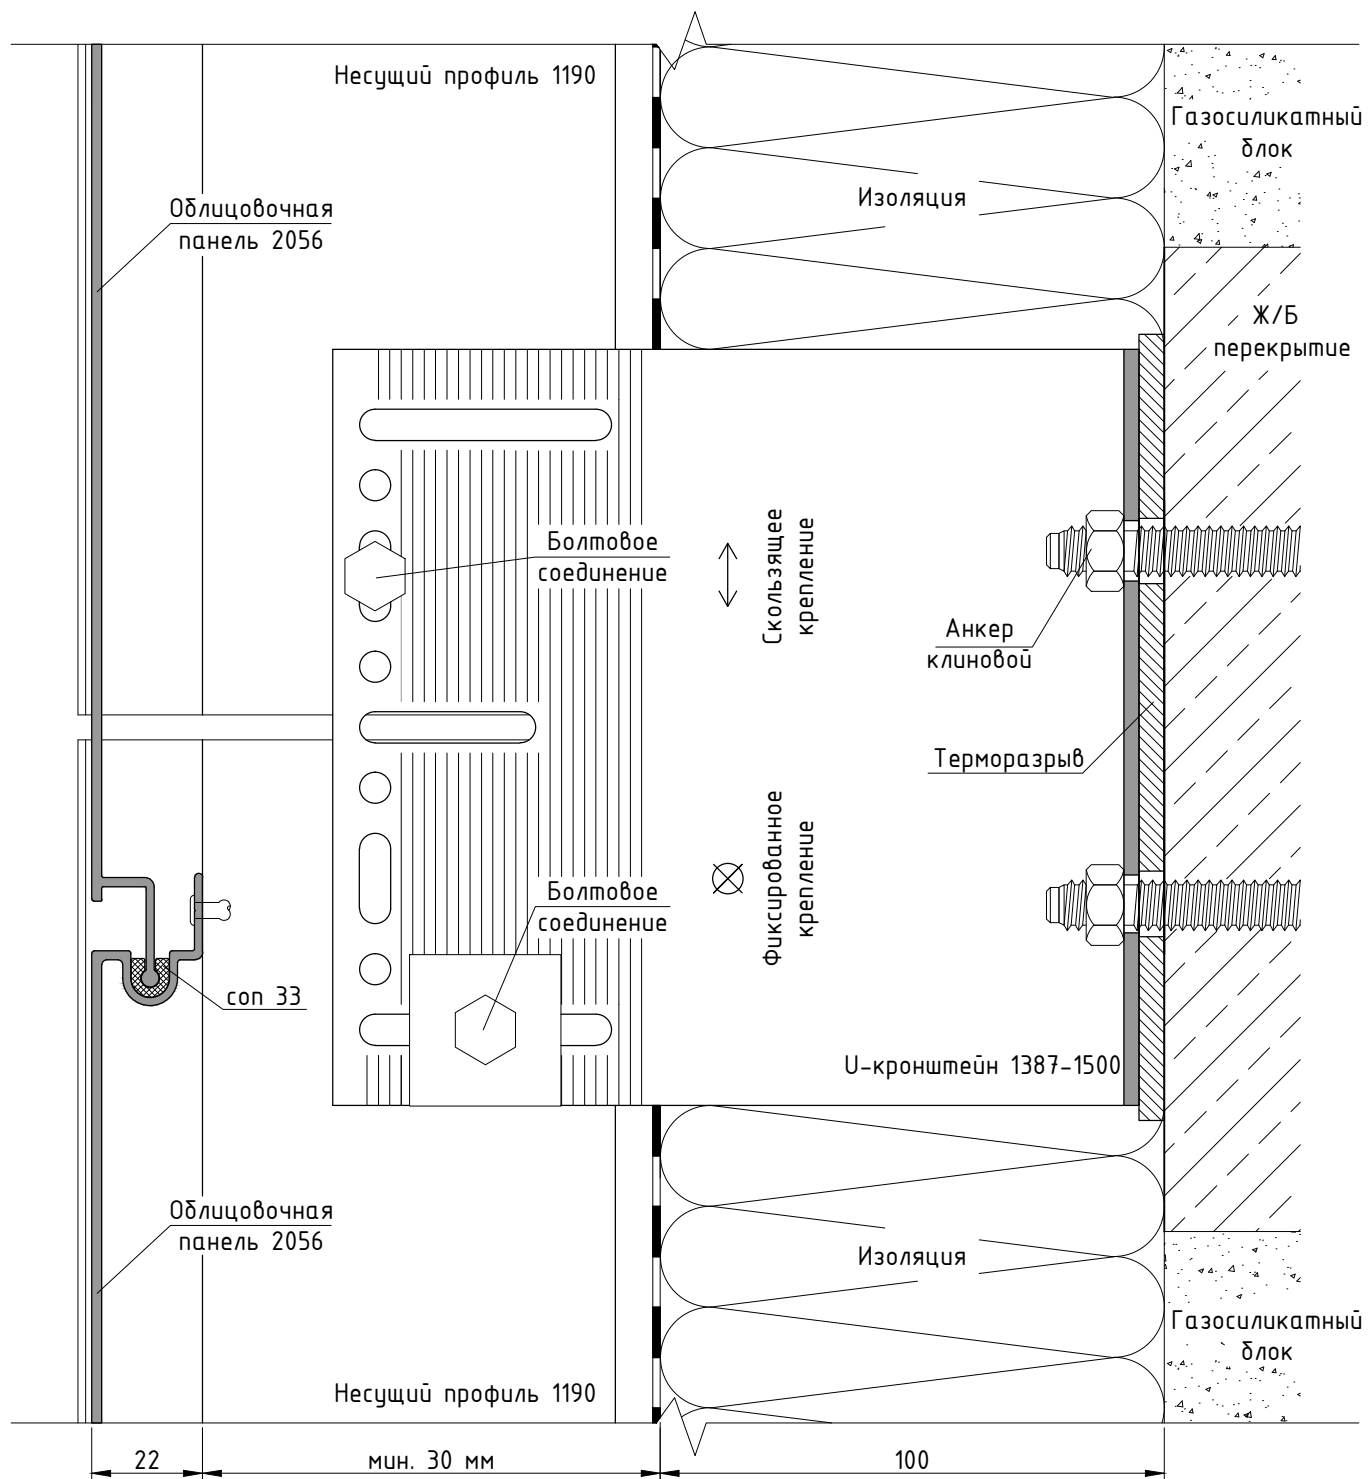 Несущий профиль 1190
Газосиликатный
блок
Облицовочная
панель 2056
Изоляция
Ж/Б
перекрытие
Болтовое
соединение
Скользящее
крепление
Анкер
клиновой
Терморазрыв
Фиксированное
крепление
Болтовое
соединение
соп 33
U-кронштейн 1387-1500
Облицовочная
панель 2056
Изоляция
Газосиликатный
блок
Несущий профиль 1190
22
мин. 30 мм
100